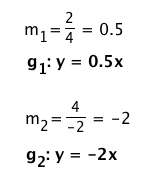 m₁ = 2/4 = 0.5
g₁: y = 0.5x
m₂ = 4/–2 = –2
g₂: y = –2x